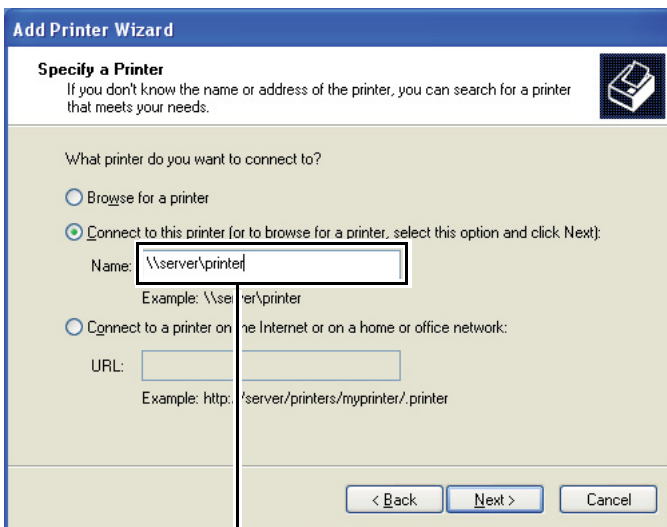 Add Printer Wizard
Specify a Printer
If you don't know the name or address of the printer, you can search for a printer
that meets your needs.
What printer do you want to connect to?
Browse for a printer
Connect to this printer (or to browse for a printer, select this option and click Next):
Name: \\server\printer
Example: \\server\printer
Connect to a printer on the Internet or on a home or office network:
URL:
Example: http://server/printers/myprinter/.printer
< Back Next > Cancel